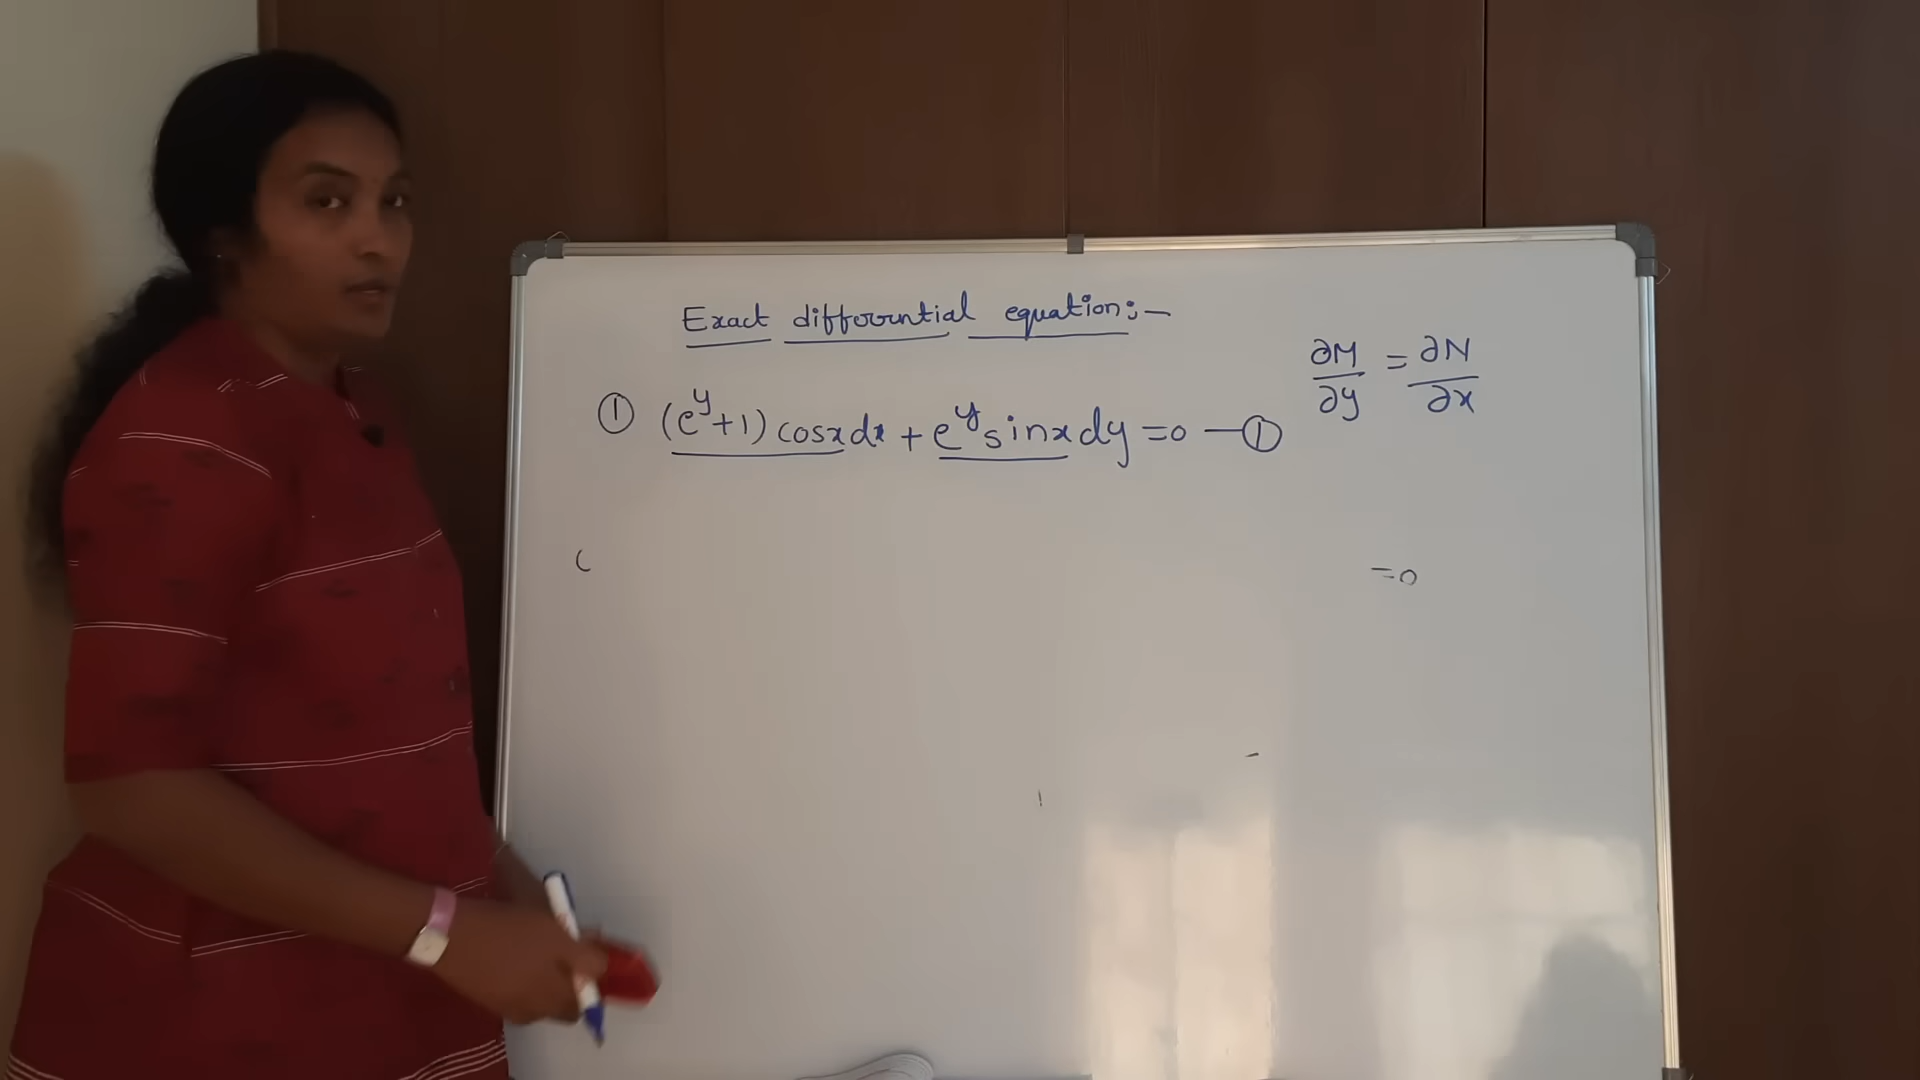 Exact differential equation:-
∂M/∂y = ∂N/∂x
① (e^y+1) cosx dx + e^y sinx dy = 0 — ①
( =0